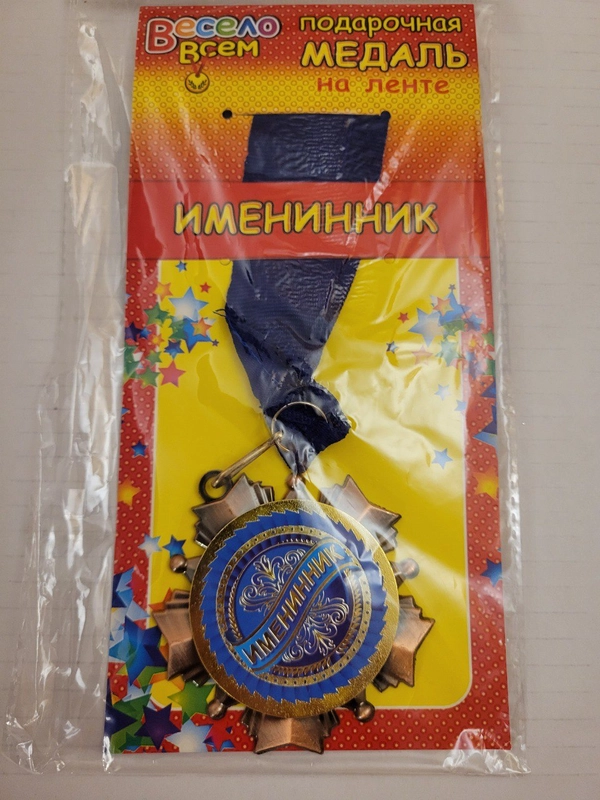 Весело
Всем
подарочная
МЕДАЛЬ
на ленте
ИМЕНИННИК
ИМЕНИННИК